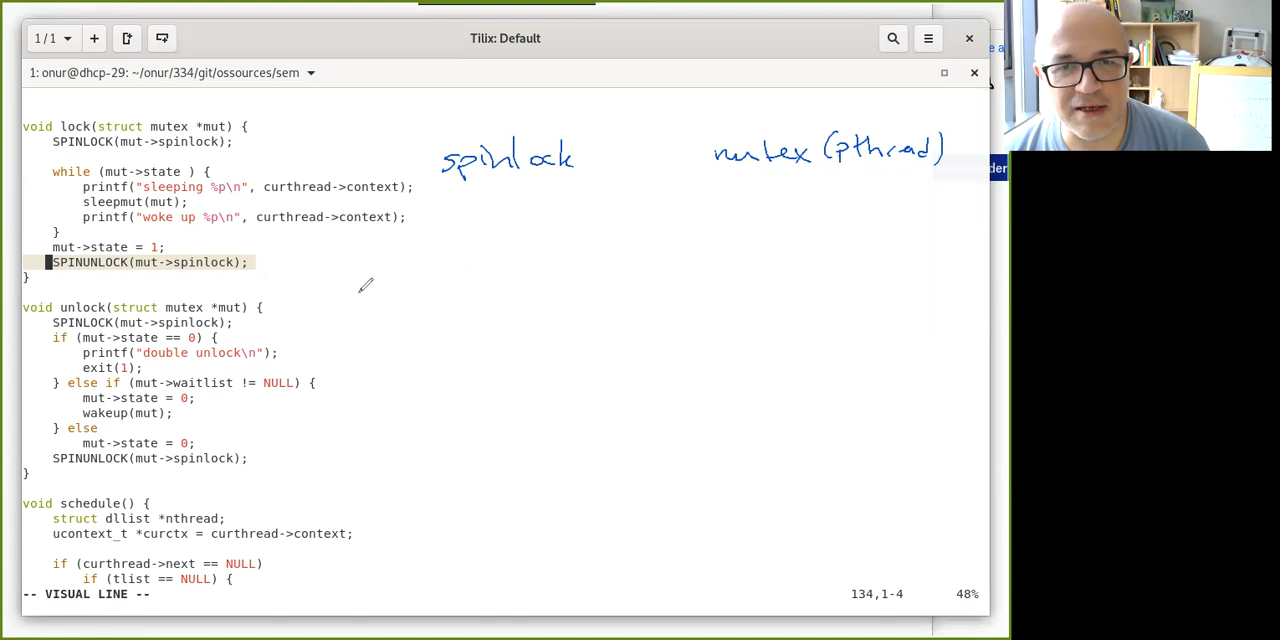 1/1
Tilix: Default
1: onur@dhcp-29: ~/onur/334/git/ossources/sem
void lock(struct mutex *mut) {
    SPINLOCK(mut->spinlock);
    while (mut->state ) {
        printf("sleeping %p\n", curthread->context);
        sleepmut(mut);
        printf("woke up %p\n", curthread->context);
    }
    mut->state = 1;
    SPINUNLOCK(mut->spinlock);
}
void unlock(struct mutex *mut) {
    SPINLOCK(mut->spinlock);
    if (mut->state == 0) {
        printf("double unlock\n");
        exit(1);
    } else if (mut->waitlist != NULL) {
        mut->state = 0;
        wakeup(mut);
    } else
        mut->state = 0;
    SPINUNLOCK(mut->spinlock);
}
void schedule() {
    struct dllist *nthread;
    ucontext_t *curctx = curthread->context;
    if (curthread->next == NULL)
        if (tlist == NULL) {
-- VISUAL LINE --
134,1-4
48%
spinlock
mutex (pthread)
der